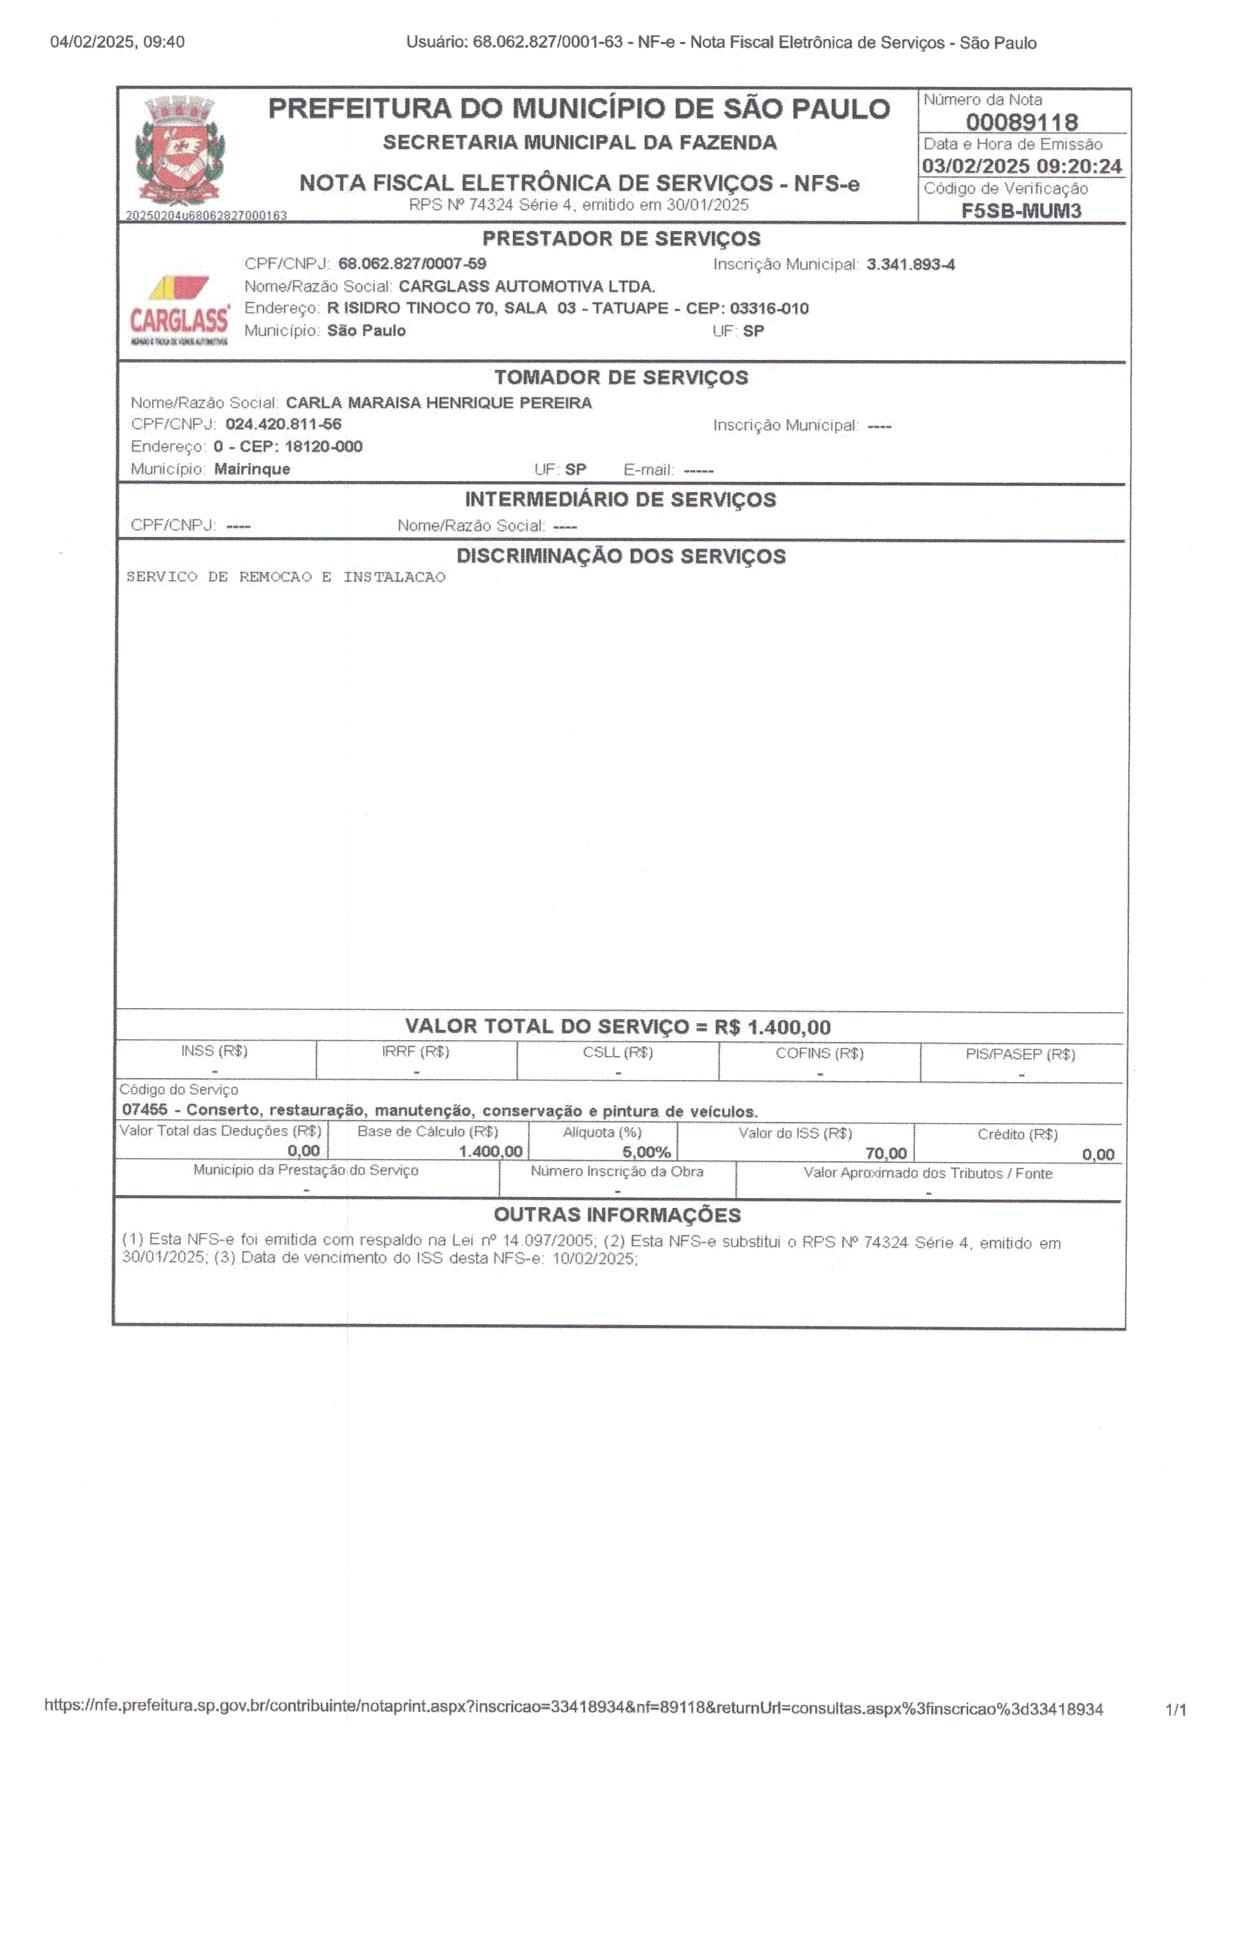 04/02/2025, 09:40 Usuário: 68.062.827/0001-63 - NF-e - Nota Fiscal Eletrônica de Serviços - São Paulo
PREFEITURA DO MUNICÍPIO DE SÃO PAULO
SECRETARIA MUNICIPAL DA FAZENDA
NOTA FISCAL ELETRÔNICA DE SERVIÇOS - NFS-e
RPS Nº 74324 Série 4, emitido em 30/01/2025
20250204u68062827000163
Número da Nota
00089118
Data e Hora de Emissão
03/02/2025 09:20:24
Código de Verificação
F5SB-MUM3
PRESTADOR DE SERVIÇOS
CARGLASS
REPARO E TROCA DE VIDROS AUTOMOTIVOS
CPF/CNPJ: 68.062.827/0007-59 Inscrição Municipal: 3.341.893-4
Nome/Razão Social: CARGLASS AUTOMOTIVA LTDA.
Endereço: R ISIDRO TINOCO 70, SALA 03 - TATUAPE - CEP: 03316-010
Município: São Paulo UF: SP
TOMADOR DE SERVIÇOS
Nome/Razão Social: CARLA MARAISA HENRIQUE PEREIRA
CPF/CNPJ: 024.420.811-56 Inscrição Municipal: ----
Endereço: 0 - CEP: 18120-000
Município: Mairinque UF: SP E-mail: -----
INTERMEDIÁRIO DE SERVIÇOS
CPF/CNPJ: ---- Nome/Razão Social: ----
DISCRIMINAÇÃO DOS SERVIÇOS
SERVICO DE REMOCAO E INSTALACAO
VALOR TOTAL DO SERVIÇO = R$ 1.400,00
INSS (R$) IRRF (R$) CSLL (R$) COFINS (R$) PIS/PASEP (R$)
- - - - -
Código do Serviço
07455 - Conserto, restauração, manutenção, conservação e pintura de veículos.
Valor Total das Deduções (R$) Base de Cálculo (R$) Alíquota (%) Valor do ISS (R$) Crédito (R$)
0,00 1.400,00 5,00% 70,00 0,00
Município da Prestação do Serviço Número Inscrição da Obra Valor Aproximado dos Tributos / Fonte
- - -
OUTRAS INFORMAÇÕES
(1) Esta NFS-e foi emitida com respaldo na Lei nº 14.097/2005; (2) Esta NFS-e substitui o RPS Nº 74324 Série 4, emitido em
30/01/2025; (3) Data de vencimento do ISS desta NFS-e: 10/02/2025;
https://nfe.prefeitura.sp.gov.br/contribuinte/notaprint.aspx?inscricao=33418934&nf=89118&returnUrl=consultas.aspx%3finscricao%3d33418934 1/1